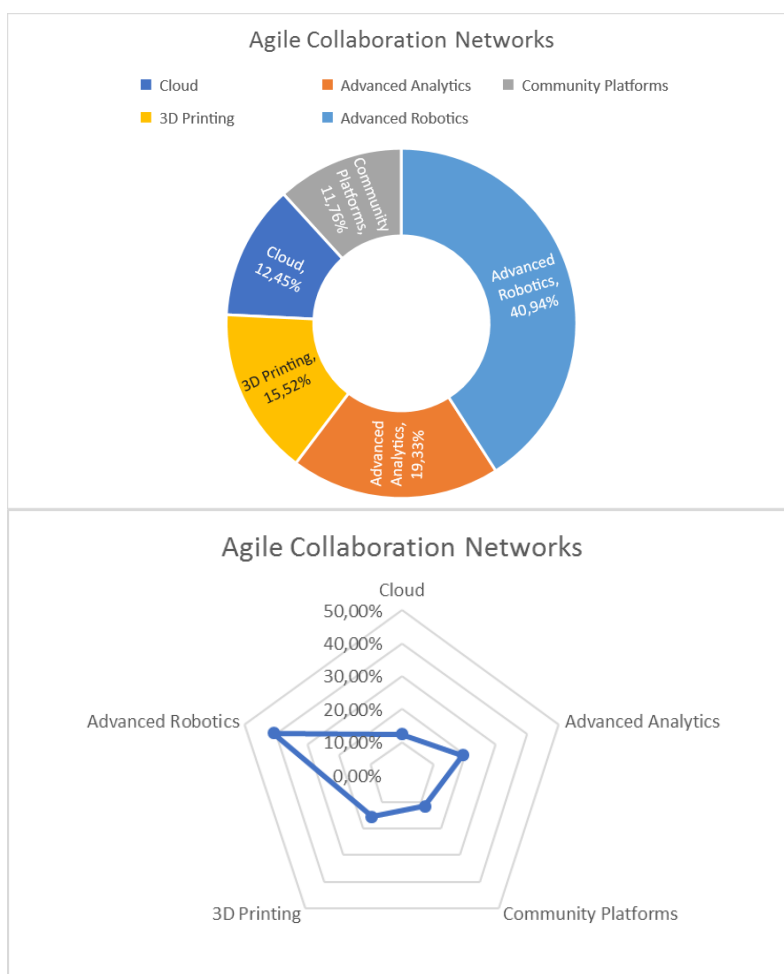 Agile Collaboration Networks
Cloud
Advanced Analytics
Community Platforms
3D Printing
Advanced Robotics
Community
Platforms,
11,76%
Cloud,
12,45%
Advanced
Robotics,
40,94%
3D Printing,
15,52%
Advanced
Analytics,
19,33%
Agile Collaboration Networks
Cloud
50,00%
40,00%
30,00%
20,00%
10,00%
0,00%
Advanced Robotics
Advanced Analytics
3D Printing
Community Platforms